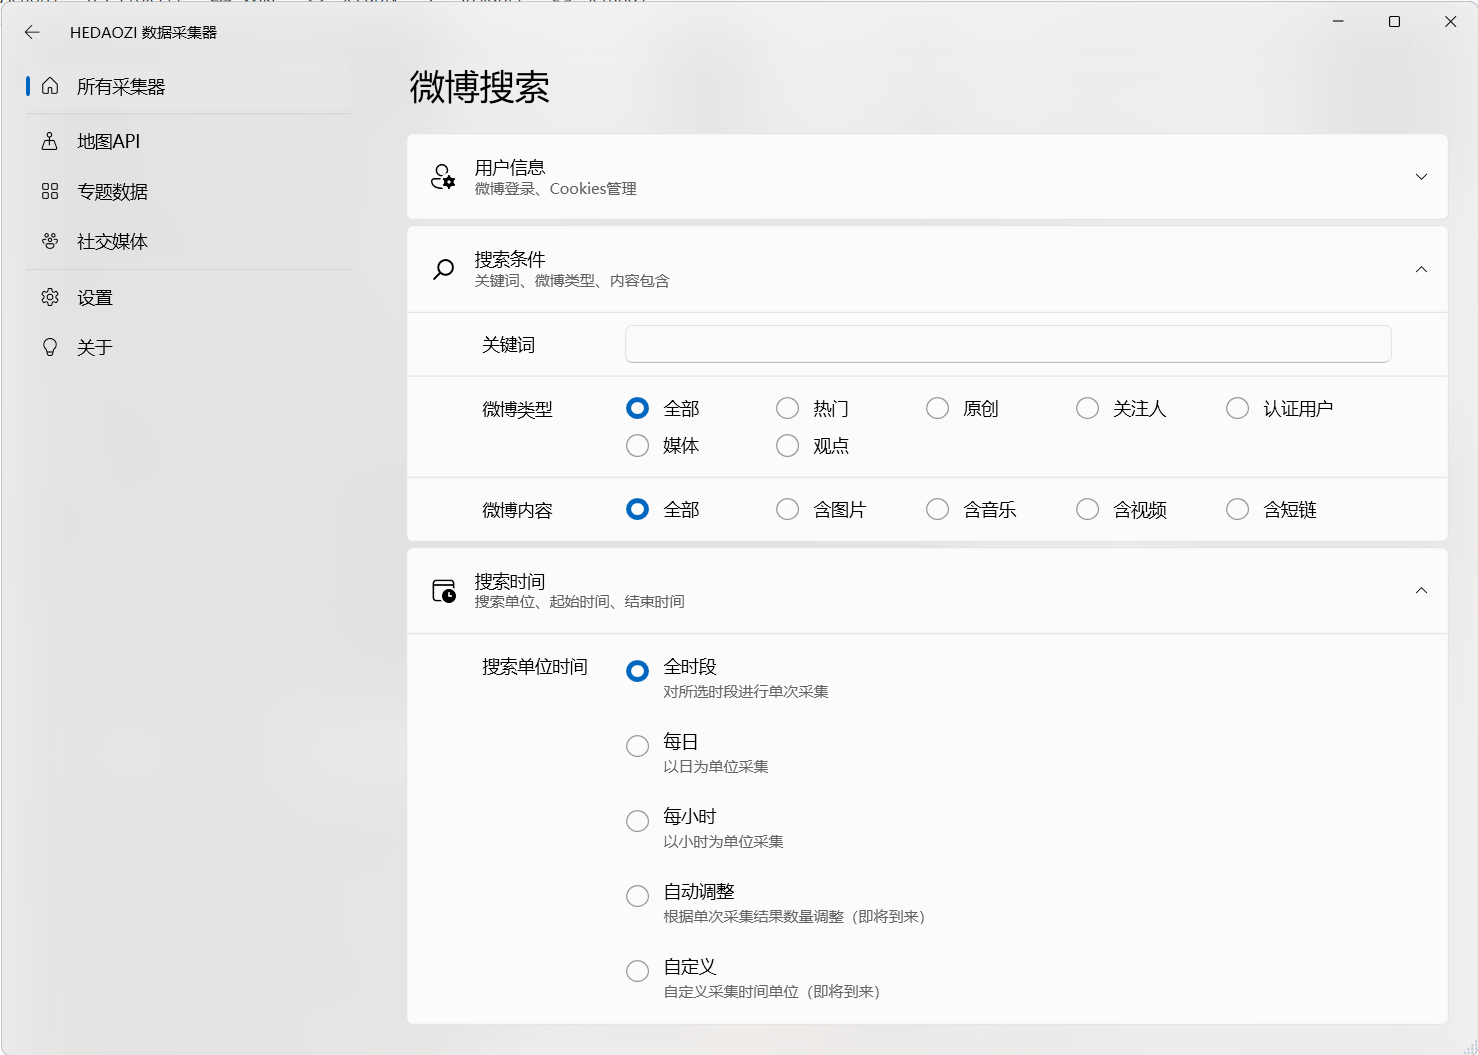 HEDAOZI 数据采集器
所有采集器
地图API
专题数据
社交媒体
设置
关于
微博搜索
用户信息
微博登录、Cookies管理
搜索条件
关键词、微博类型、内容包含
关键词
微博类型 全部 热门 原创 关注人 认证用户
媒体 观点
微博内容 全部 含图片 含音乐 含视频 含短链
搜索时间
搜索单位、起始时间、结束时间
搜索单位时间 全时段
对所选时段进行单次采集
每日
以日为单位采集
每小时
以小时为单位采集
自动调整
根据单次采集结果数量调整（即将到来）
自定义
自定义采集时间单位（即将到来）